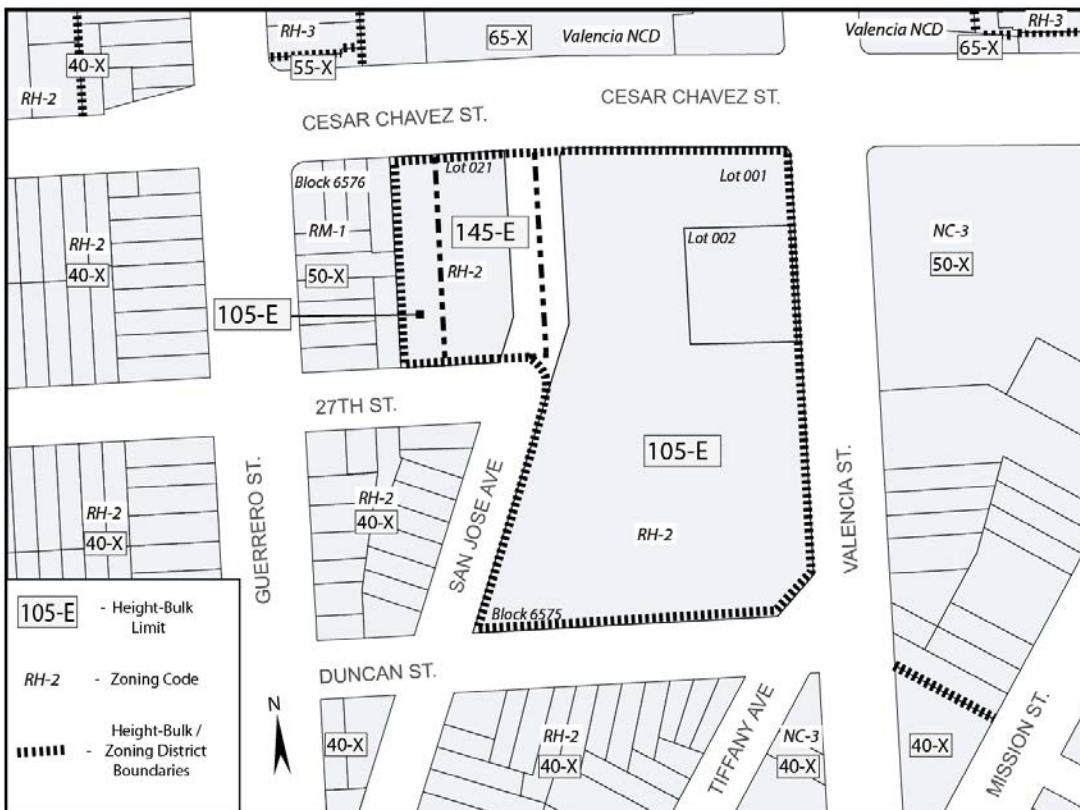 RH-3
65-X
Valencia NCD
Valencia NCD
RH-3
40-X
55-X
65-X
RH-2
CESAR CHAVEZ ST.
CESAR CHAVEZ ST.
Lot 021
Block 6576
Lot 001
RM-1
145-E
Lot 002
NC-3
RH-2
40-X
50-X
RH-2
50-X
105-E
27TH ST.
105-E
RH-2
40-X
RH-2
40-X
RH-2
GUERRERO ST.
SAN JOSE AVE
VALENCIA ST.
Block 6575
DUNCAN ST.
TIFFANY AVE
MISSION ST.
40-X
RH-2
40-X
NC-3
40-X
40-X
105-E - Height-Bulk
Limit
RH-2 - Zoning Code
- Height-Bulk /
Zoning District
Boundaries
N